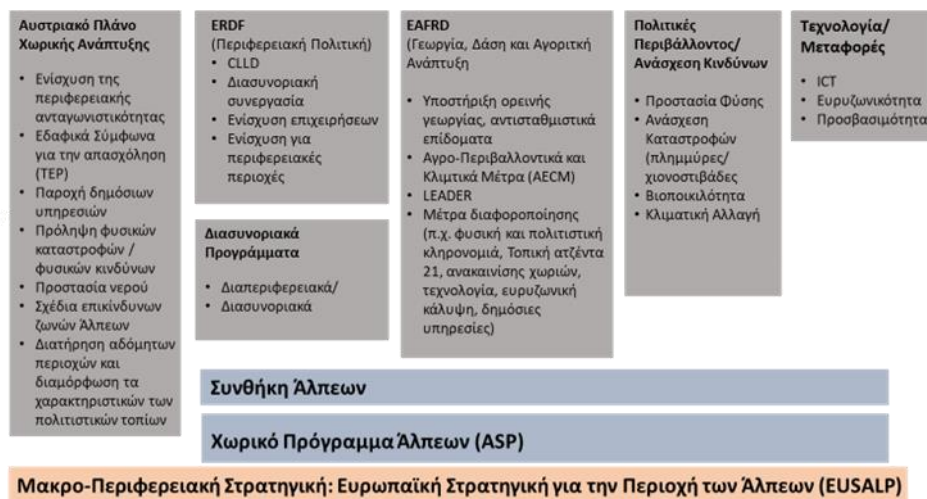 Αυστριακό Πλάνο
Χωρικής Ανάπτυξης
• Ενίσχυση της
περιφερειακής
ανταγωνιστικότητας
• Εδαφικά Σύμφωνα
για την απασχόληση
(TEP)
• Παροχή δημόσιων
υπηρεσιών
• Πρόληψη φυσικών
καταστροφών /
φυσικών κινδύνων
• Προστασία νερού
• Σχέδια επικίνδυνων
ζωνών Άλπεων
• Διατήρηση αδόμητων
περιοχών και
διαμόρφωση τα
χαρακτηριστικών των
πολιτιστικών τοπίων
ERDF
(Περιφερειακή Πολιτική)
• CLLD
• Διασυνοριακή
συνεργασία
• Ενίσχυση επιχειρήσεων
• Ενίσχυση για
περιφερειακές
περιοχές
Διασυνοριακά
Προγράμματα
• Διαπεριφερειακά/
• Διασυνοριακά
EAFRD
(Γεωργία, Δάση και Αγοριτκή
Ανάπτυξη
• Υποστήριξη ορεινής
γεωργίας, αντισταθμιστικά
επίδοματα
• Αγρο-Περιβαλλοντικά και
Κλιμτικά Μέτρα (AECM)
• LEADER
• Μέτρα διαφοροποίησης
(π.χ. φυσική και πολιτιστική
κληρονομιά, Τοπική ατζέντα
21, ανακαινίσης χωριών,
τεχνολογία, ευρυζωνική
κάλυψη, δημόσιες
υπηρεσίες)
Πολιτικές
Περιβάλλοντος/
Ανάσχεση Κινδύνων
• Προστασία Φύσης
• Ανάσχεση
Καταστροφών
(πλημμύρες/
χιονοστιβάδες
• Βιοποικιλότητα
• Κλιματική Αλλαγή
Τεχνολογία/
Μεταφορές
• ICT
• Ευρυζωνικότητα
• Προσβασιμότητα
Συνθήκη Άλπεων
Χωρικό Πρόγραμμα Άλπεων (ASP)
Μακρο-Περιφερειακή Στρατηγική: Ευρωπαϊκή Στρατηγική για την Περιοχή των Άλπεων (EUSALP)